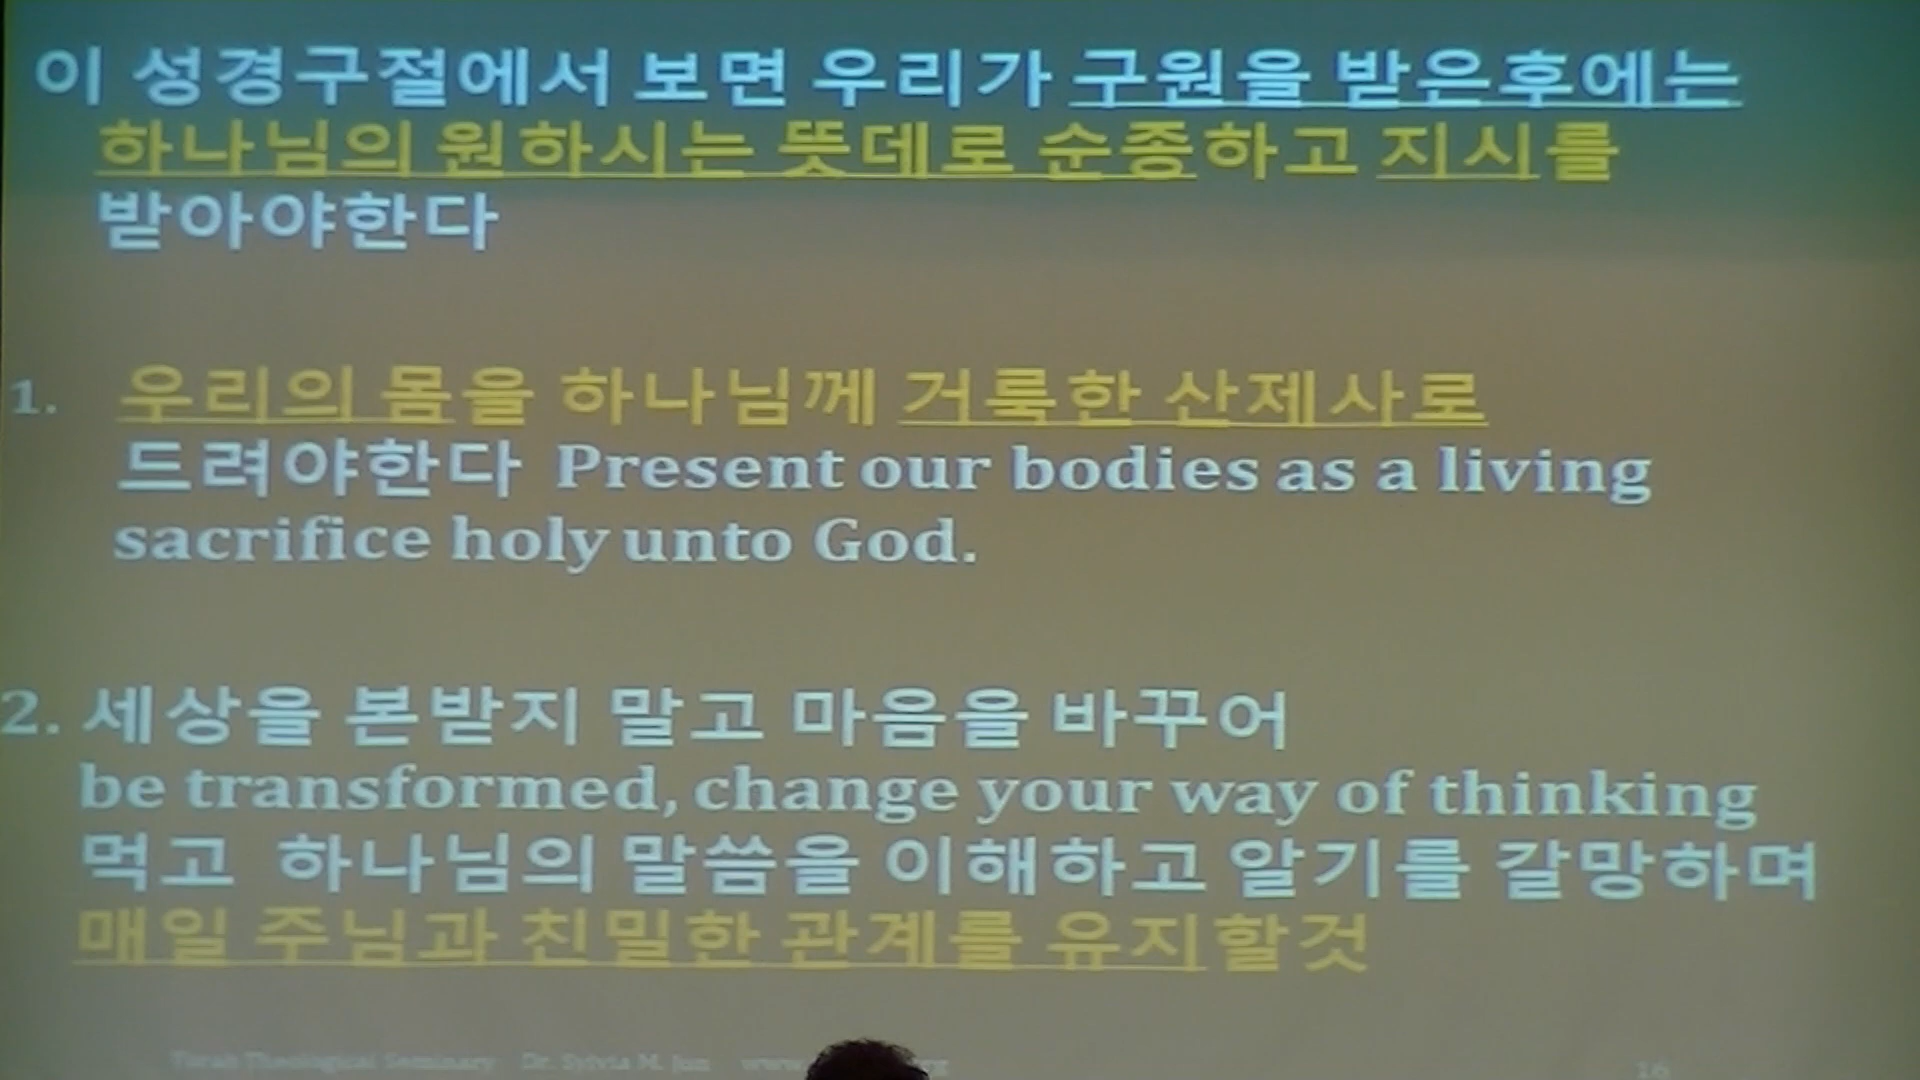 이 성경구절에서 보면 우리가 구원을 받은후에는
하나님의 원하시는 뜻데로 순종하고 지시를
받아야한다
1. 우리의 몸을 하나님께 거룩한 산제사로
드려야한다 Present our bodies as a living
sacrifice holy unto God.
2. 세상을 본받지 말고 마음을 바꾸어
be transformed, change your way of thinking
먹고 하나님의 말씀을 이해하고 알기를 갈망하며
매일 주님과 친밀한 관계를 유지할것
Theological Seminary Dr. Sylvia M. Jun
16